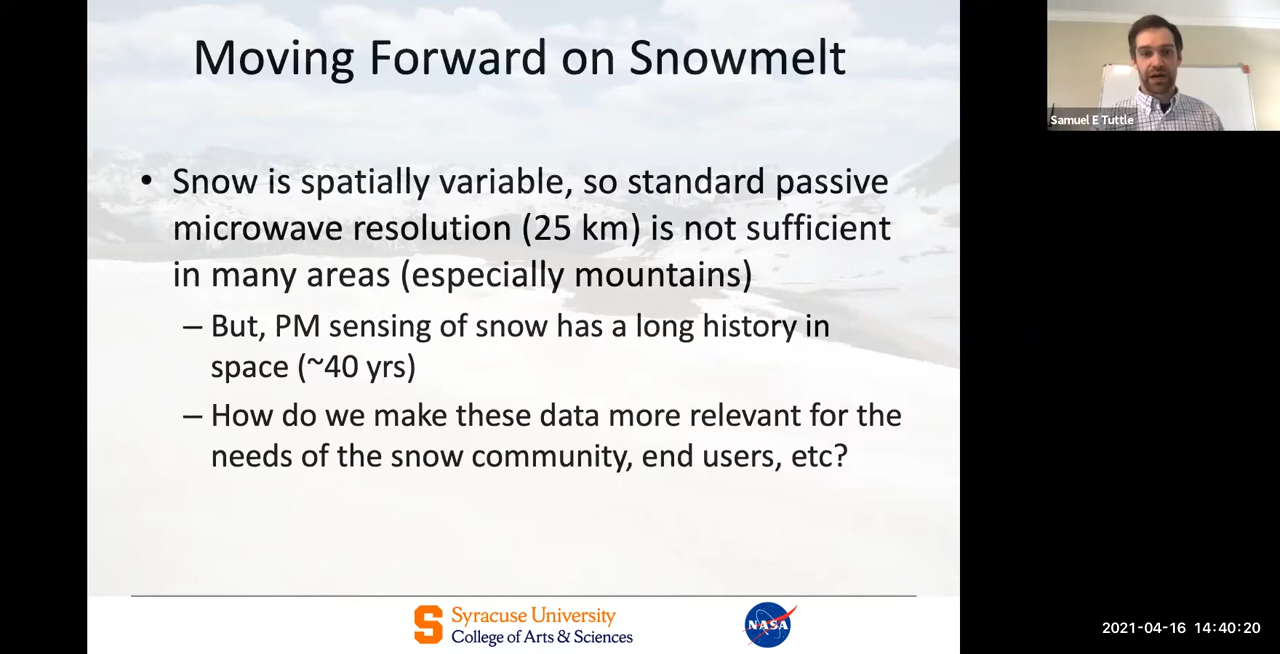 Moving Forward on Snowmelt
• Snow is spatially variable, so standard passive
microwave resolution (25 km) is not sufficient
in many areas (especially mountains)
– But, PM sensing of snow has a long history in
space (~40 yrs)
– How do we make these data more relevant for the
needs of the snow community, end users, etc?
S Syracuse University
College of Arts & Sciences
NASA
Samuel E Tuttle
2021-04-16 14:40:20